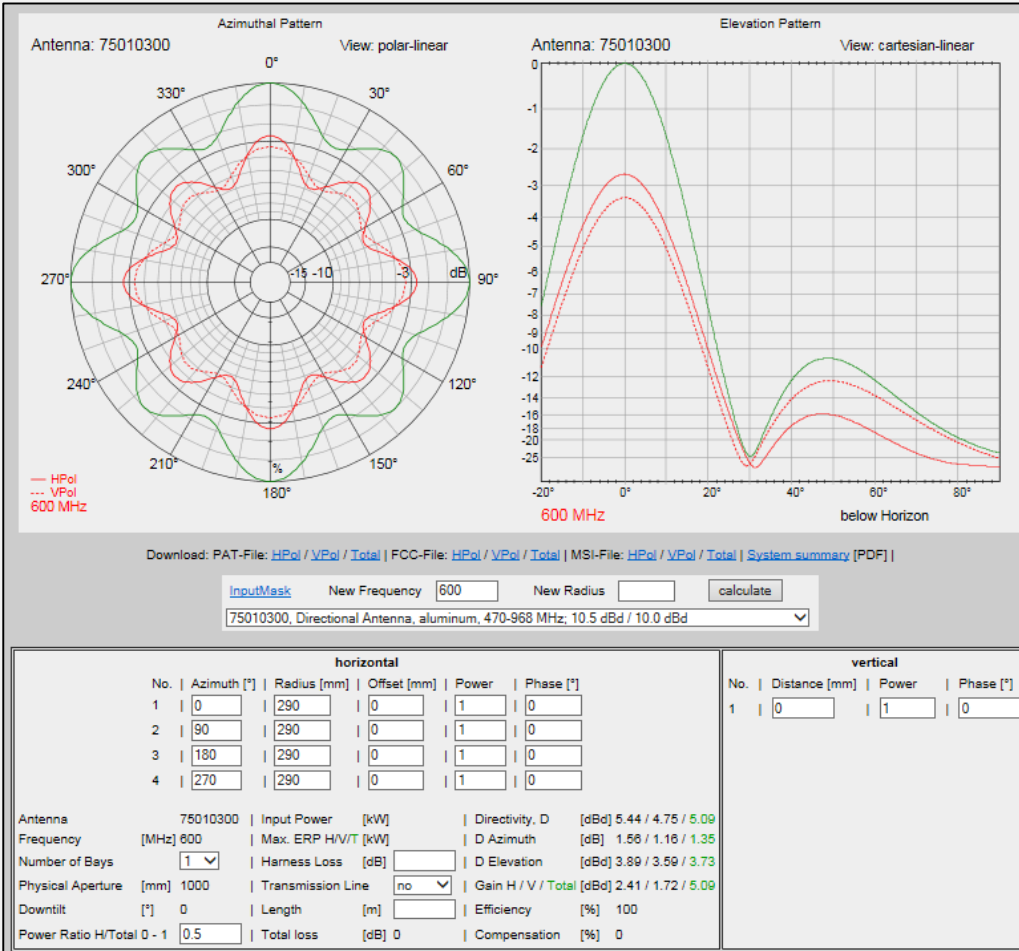 Azimuthal Pattern
Antenna: 75010300 View: polar-linear
0°
330° 30°
300° 60°
270° -15 -10 -3 dB 90°
240° 120°
210° % 150°
180°
— HPol
--- VPol
600 MHz
Elevation Pattern
Antenna: 75010300 View: cartesian-linear
0
-1
-2
-3
-4
-5
-6
-7
-8
-9
-10
-12
-14
-16
-18
-20
-25
-20° 0° 20° 40° 60° 80°
600 MHz below Horizon
Download: PAT-File: HPol / VPol / Total | FCC-File: HPol / VPol / Total | MSI-File: HPol / VPol / Total | System summary [PDF] |
InputMask New Frequency 600 New Radius calculate
75010300, Directional Antenna, aluminum, 470-968 MHz; 10.5 dBd / 10.0 dBd
horizontal
No. | Azimuth [°] | Radius [mm] | Offset [mm] | Power | Phase [°]
1 | 0 | 290 | 0 | 1 | 0
2 | 90 | 290 | 0 | 1 | 0
3 | 180 | 290 | 0 | 1 | 0
4 | 270 | 290 | 0 | 1 | 0
Antenna 75010300 | Input Power [kW] | Directivity, D [dBd] 5.44 / 4.75 / 5.09
Frequency [MHz] 600 | Max. ERP H/V/T [kW] | D Azimuth [dB] 1.56 / 1.16 / 1.35
Number of Bays 1 | Harness Loss [dB] | D Elevation [dBd] 3.89 / 3.59 / 3.73
Physical Aperture [mm] 1000 | Transmission Line no | Gain H / V / Total [dBd] 2.41 / 1.72 / 5.09
Downtilt [°] 0 | Length [m] | Efficiency [%] 100
Power Ratio H/Total 0 - 1 0.5 | Total loss [dB] 0 | Compensation [%] 0
vertical
No. | Distance [mm] | Power | Phase [°]
1 | 0 | 1 | 0